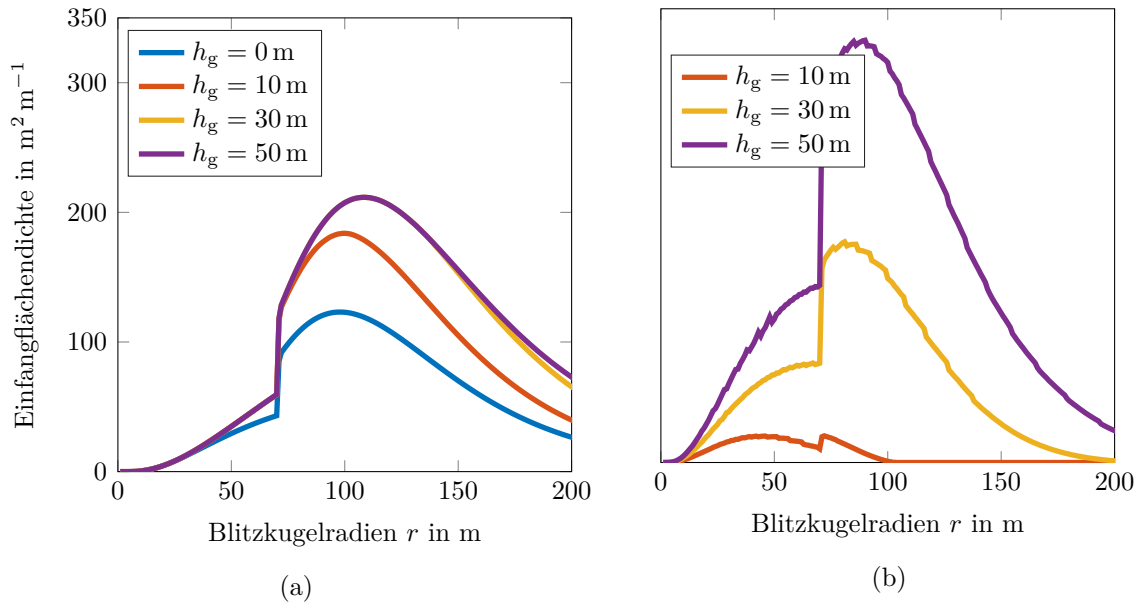 Einfangflächendichte in m² m⁻¹
350
300
200
100
0
h_g = 0 m
h_g = 10 m
h_g = 30 m
h_g = 50 m
0 50 100 150 200
Blitzkugelradien r in m
(a)
h_g = 10 m
h_g = 30 m
h_g = 50 m
0 50 100 150 200
Blitzkugelradien r in m
(b)